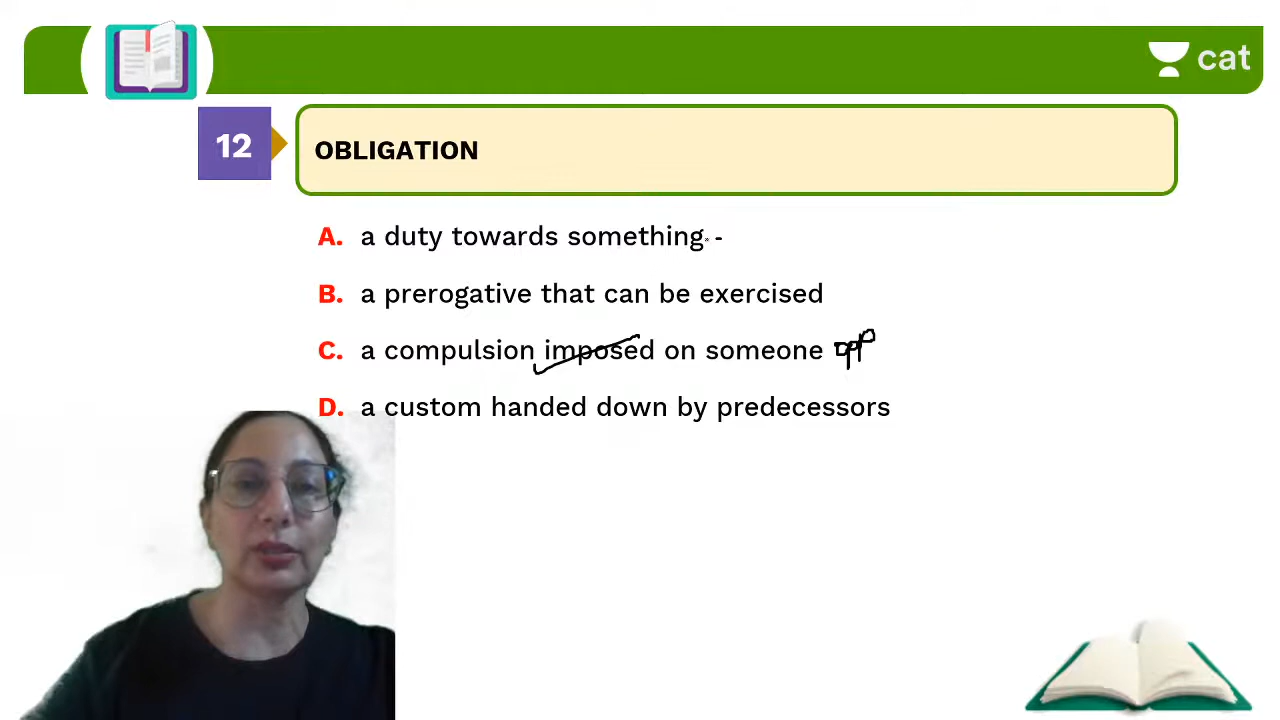 cat
12
OBLIGATION
A. a duty towards something -
B. a prerogative that can be exercised
C. a compulsion imposed on someone opp
D. a custom handed down by predecessors